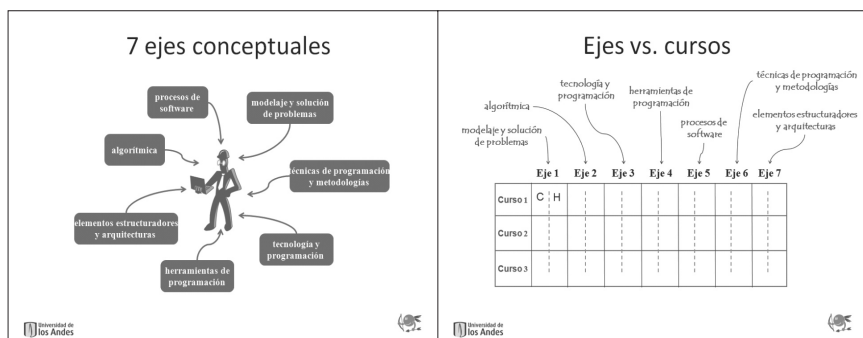 7 ejes conceptuales
procesos de
software
modelaje y solución
de problemas
algorítmica
técnicas de programación
y metodologías
elementos estructuradores
y arquitecturas
tecnología y
programación
herramientas de
programación
Universidad de
los Andes
Ejes vs. cursos
técnicas de programación
y metodologías
tecnología y
programación
herramientas de
programación
algorítmica
elementos estructuradores
y arquitecturas
procesos de
software
modelaje y solución
de problemas
Eje 1 Eje 2 Eje 3 Eje 4 Eje 5 Eje 6 Eje 7
Curso 1 C H
Curso 2
Curso 3
Universidad de
los Andes